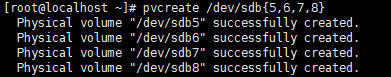 [root@localhost ~]# pvcreate /dev/sdb{5,6,7,8}
Physical volume "/dev/sdb5" successfully created.
Physical volume "/dev/sdb6" successfully created.
Physical volume "/dev/sdb7" successfully created.
Physical volume "/dev/sdb8" successfully created.